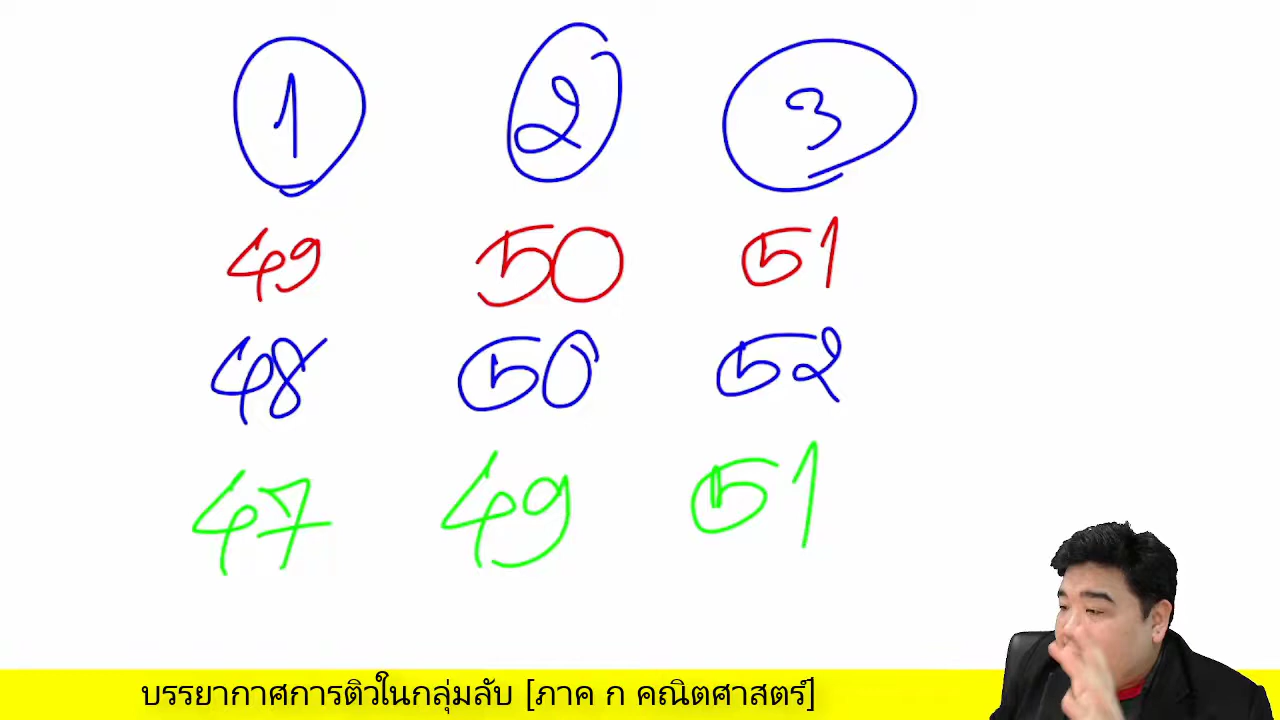 1 2 3
49 50 51
48 50 52
47 49 51
บรรยากาศการติวในกลุ่มลับ [ภาค ก คณิตศาสตร์]